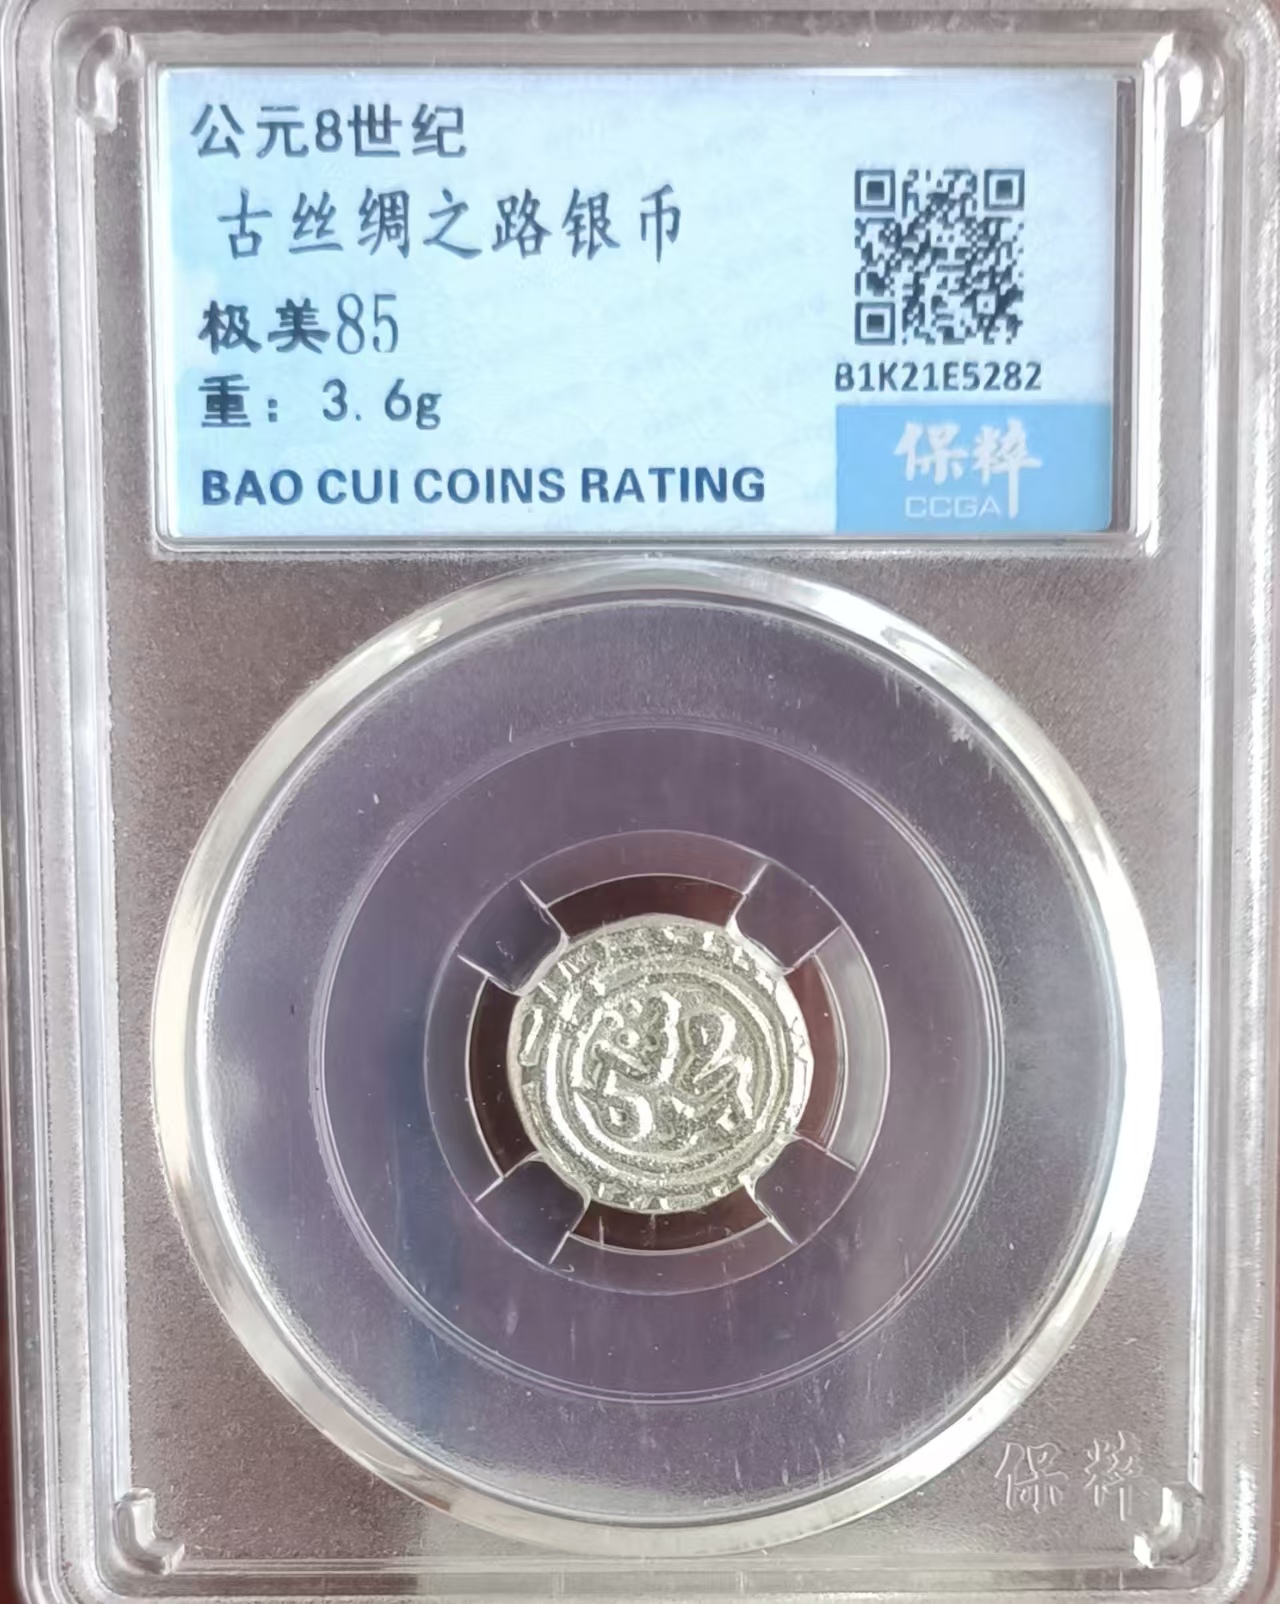 公元8世纪
古丝绸之路银币
极美85
重：3.6g
BAO CUI COINS RATING
B1K21E5282
保粹
CCGA
保粹